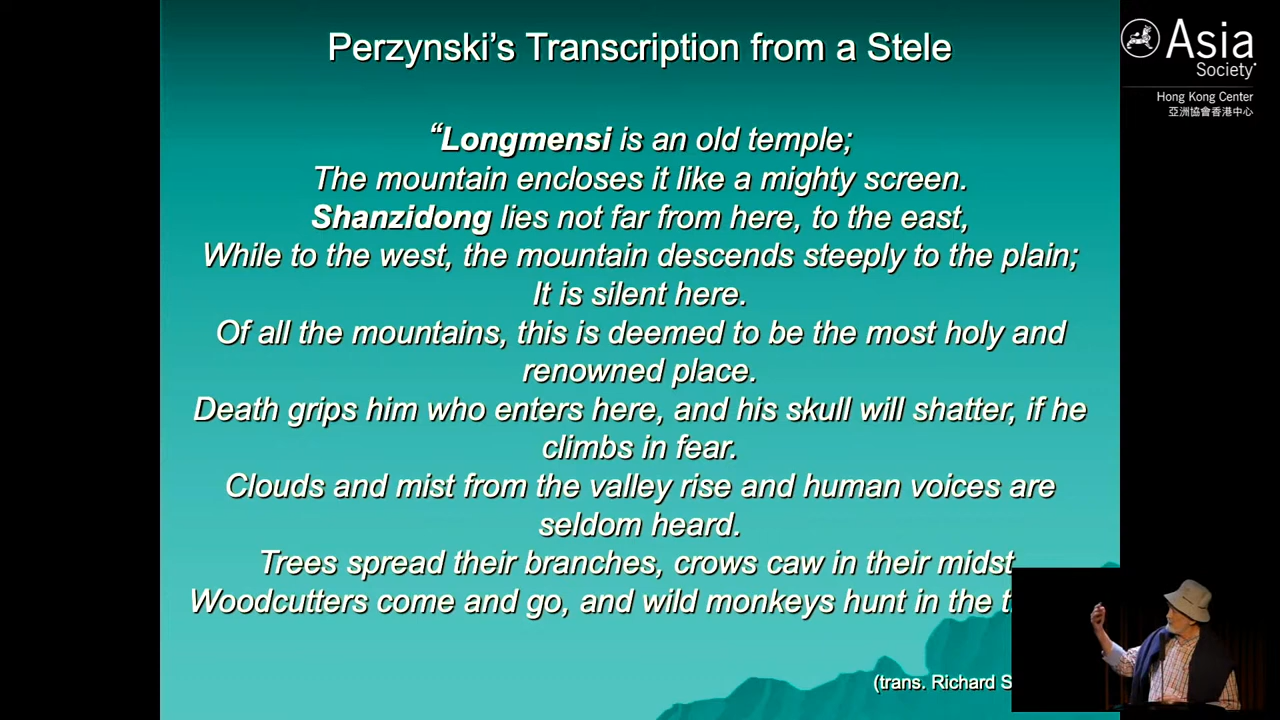 Perzynski's Transcription from a Stele
“Longmensi is an old temple;
The mountain encloses it like a mighty screen.
Shanzidong lies not far from here, to the east,
While to the west, the mountain descends steeply to the plain;
It is silent here.
Of all the mountains, this is deemed to be the most holy and
renowned place.
Death grips him who enters here, and his skull will shatter, if he
climbs in fear.
Clouds and mist from the valley rise and human voices are
seldom heard.
Trees spread their branches, crows caw in their midst
Woodcutters come and go, and wild monkeys hunt in the
(trans. Richard
Asia
Society
Hong Kong Center
亞洲協會香港中心